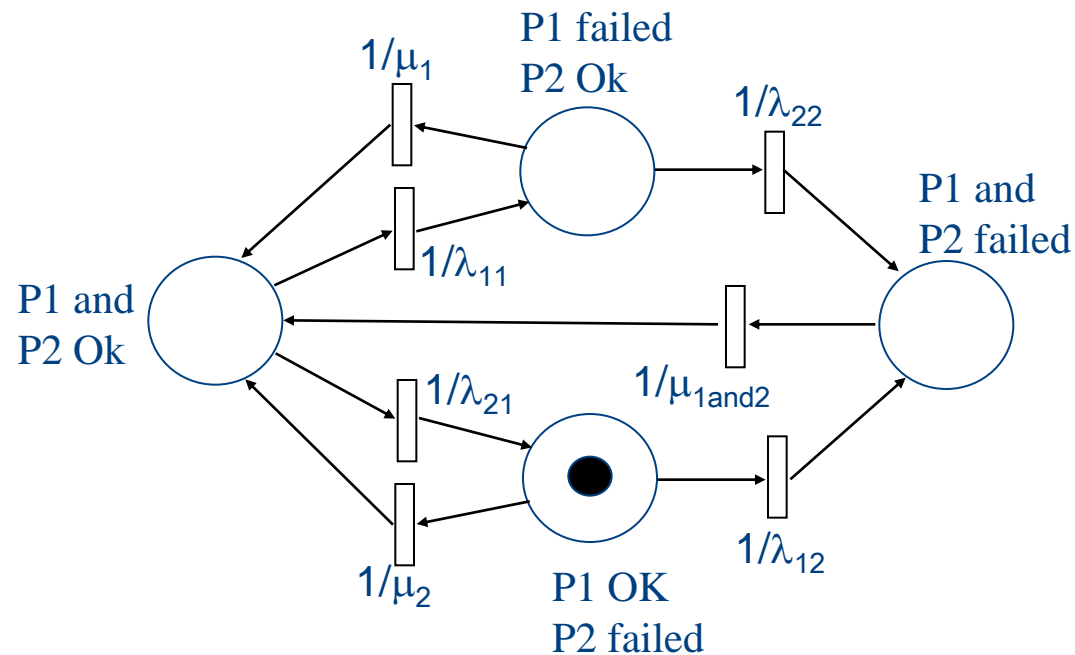 P1 failed
P2 Ok
1/μ₁
1/λ₂₂
P1 and
P2 failed
1/λ₁₁
P1 and
P2 Ok
1/λ₂₁
1/μ₁ₐₙd₂
1/μ₂
1/λ₁₂
P1 OK
P2 failed